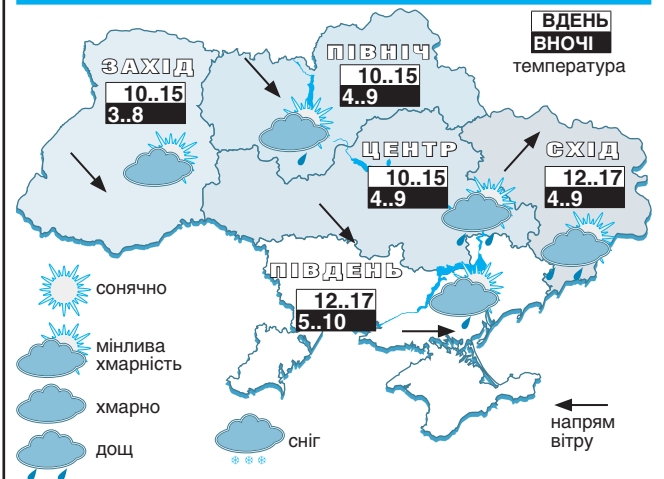 ВДЕНЬ
ВНОЧІ
температура
ПІВНІЧ
10..15
4..9
ЗАХІД
10..15
3..8
ЦЕНТР
10..15
4..9
СХІД
12..17
4..9
ПІВДЕНЬ
12..17
5..10
сонячно
мінлива
хмарність
хмарно
дощ
сніг
напрям
вітру